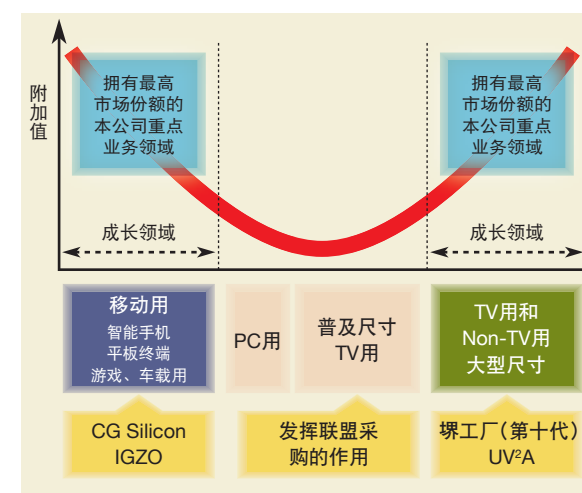 附加值
拥有最高
市场份额的
本公司重点
业务领域
拥有最高
市场份额的
本公司重点
业务领域
成长领域
成长领域
移动用
智能手机
平板终端
游戏、车载用
PC用
普及尺寸
TV用
TV用和
Non-TV用
大型尺寸
CG Silicon
IGZO
发挥联盟采
购的作用
堺工厂(第十代)
UV²A